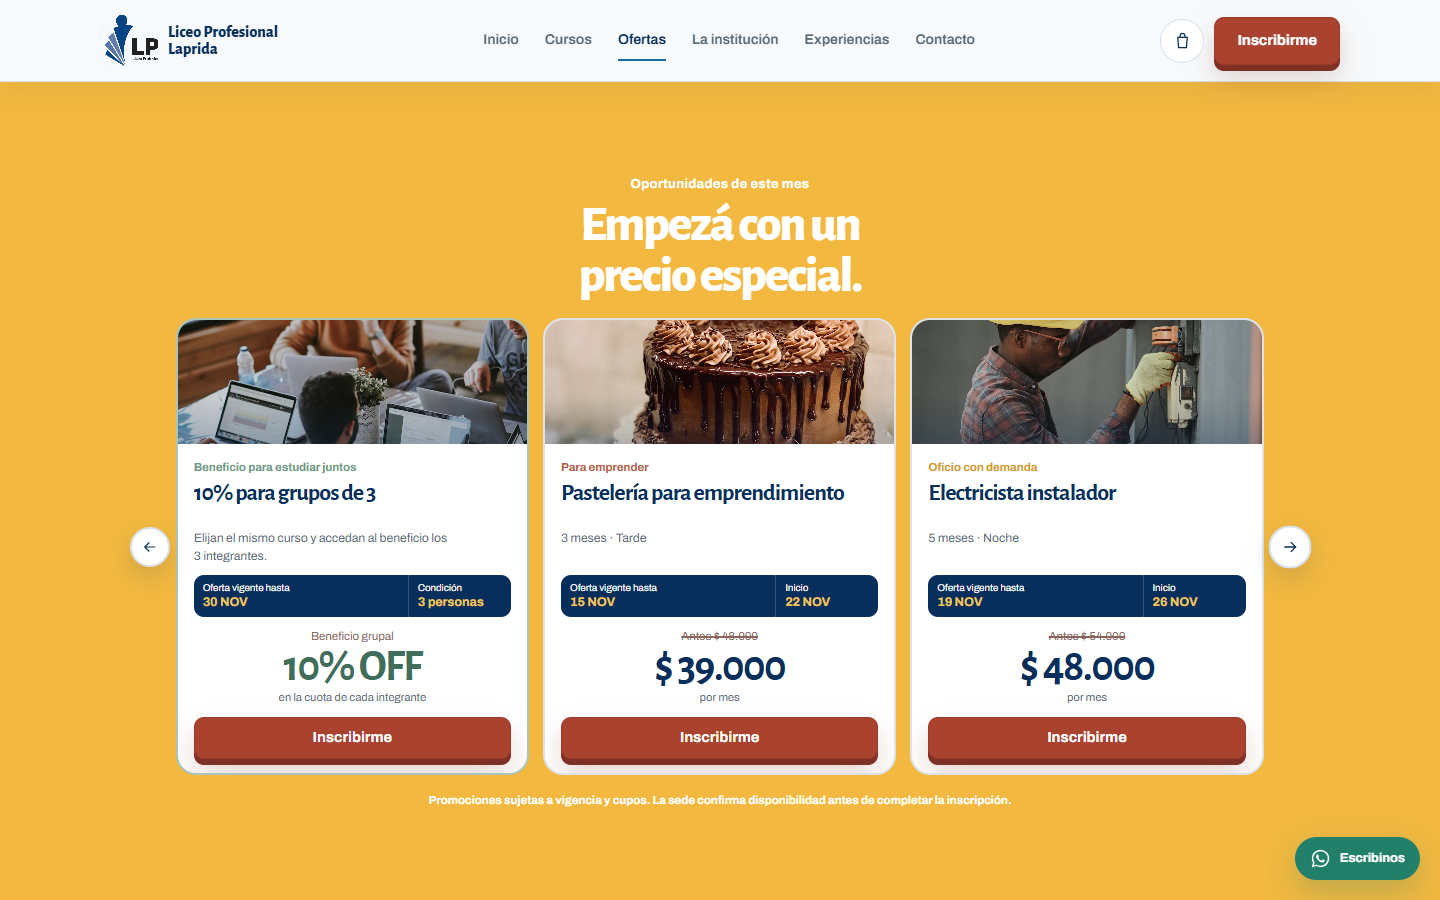 LP
Liceo Profesional
Laprida
Inicio
Cursos
Ofertas
La institución
Experiencias
Contacto
Inscribirme
Oportunidades de este mes
Empezá con un
precio especial.
Beneficio para estudiar juntos
10% para grupos de 3
Elijan el mismo curso y accedan al beneficio los
3 integrantes.
Oferta vigente hasta
30 NOV
Condición
3 personas
Beneficio grupal
10% OFF
en la cuota de cada integrante
Inscribirme
Para emprender
Pastelería para emprendimiento
3 meses · Tarde
Oferta vigente hasta
15 NOV
Inicio
22 NOV
Antes $ 48.000
$ 39.000
por mes
Inscribirme
Oficio con demanda
Electricista instalador
5 meses · Noche
Oferta vigente hasta
19 NOV
Inicio
26 NOV
Antes $ 54.000
$ 48.000
por mes
Inscribirme
Promociones sujetas a vigencia y cupos. La sede confirma disponibilidad antes de completar la inscripción.
Escribinos